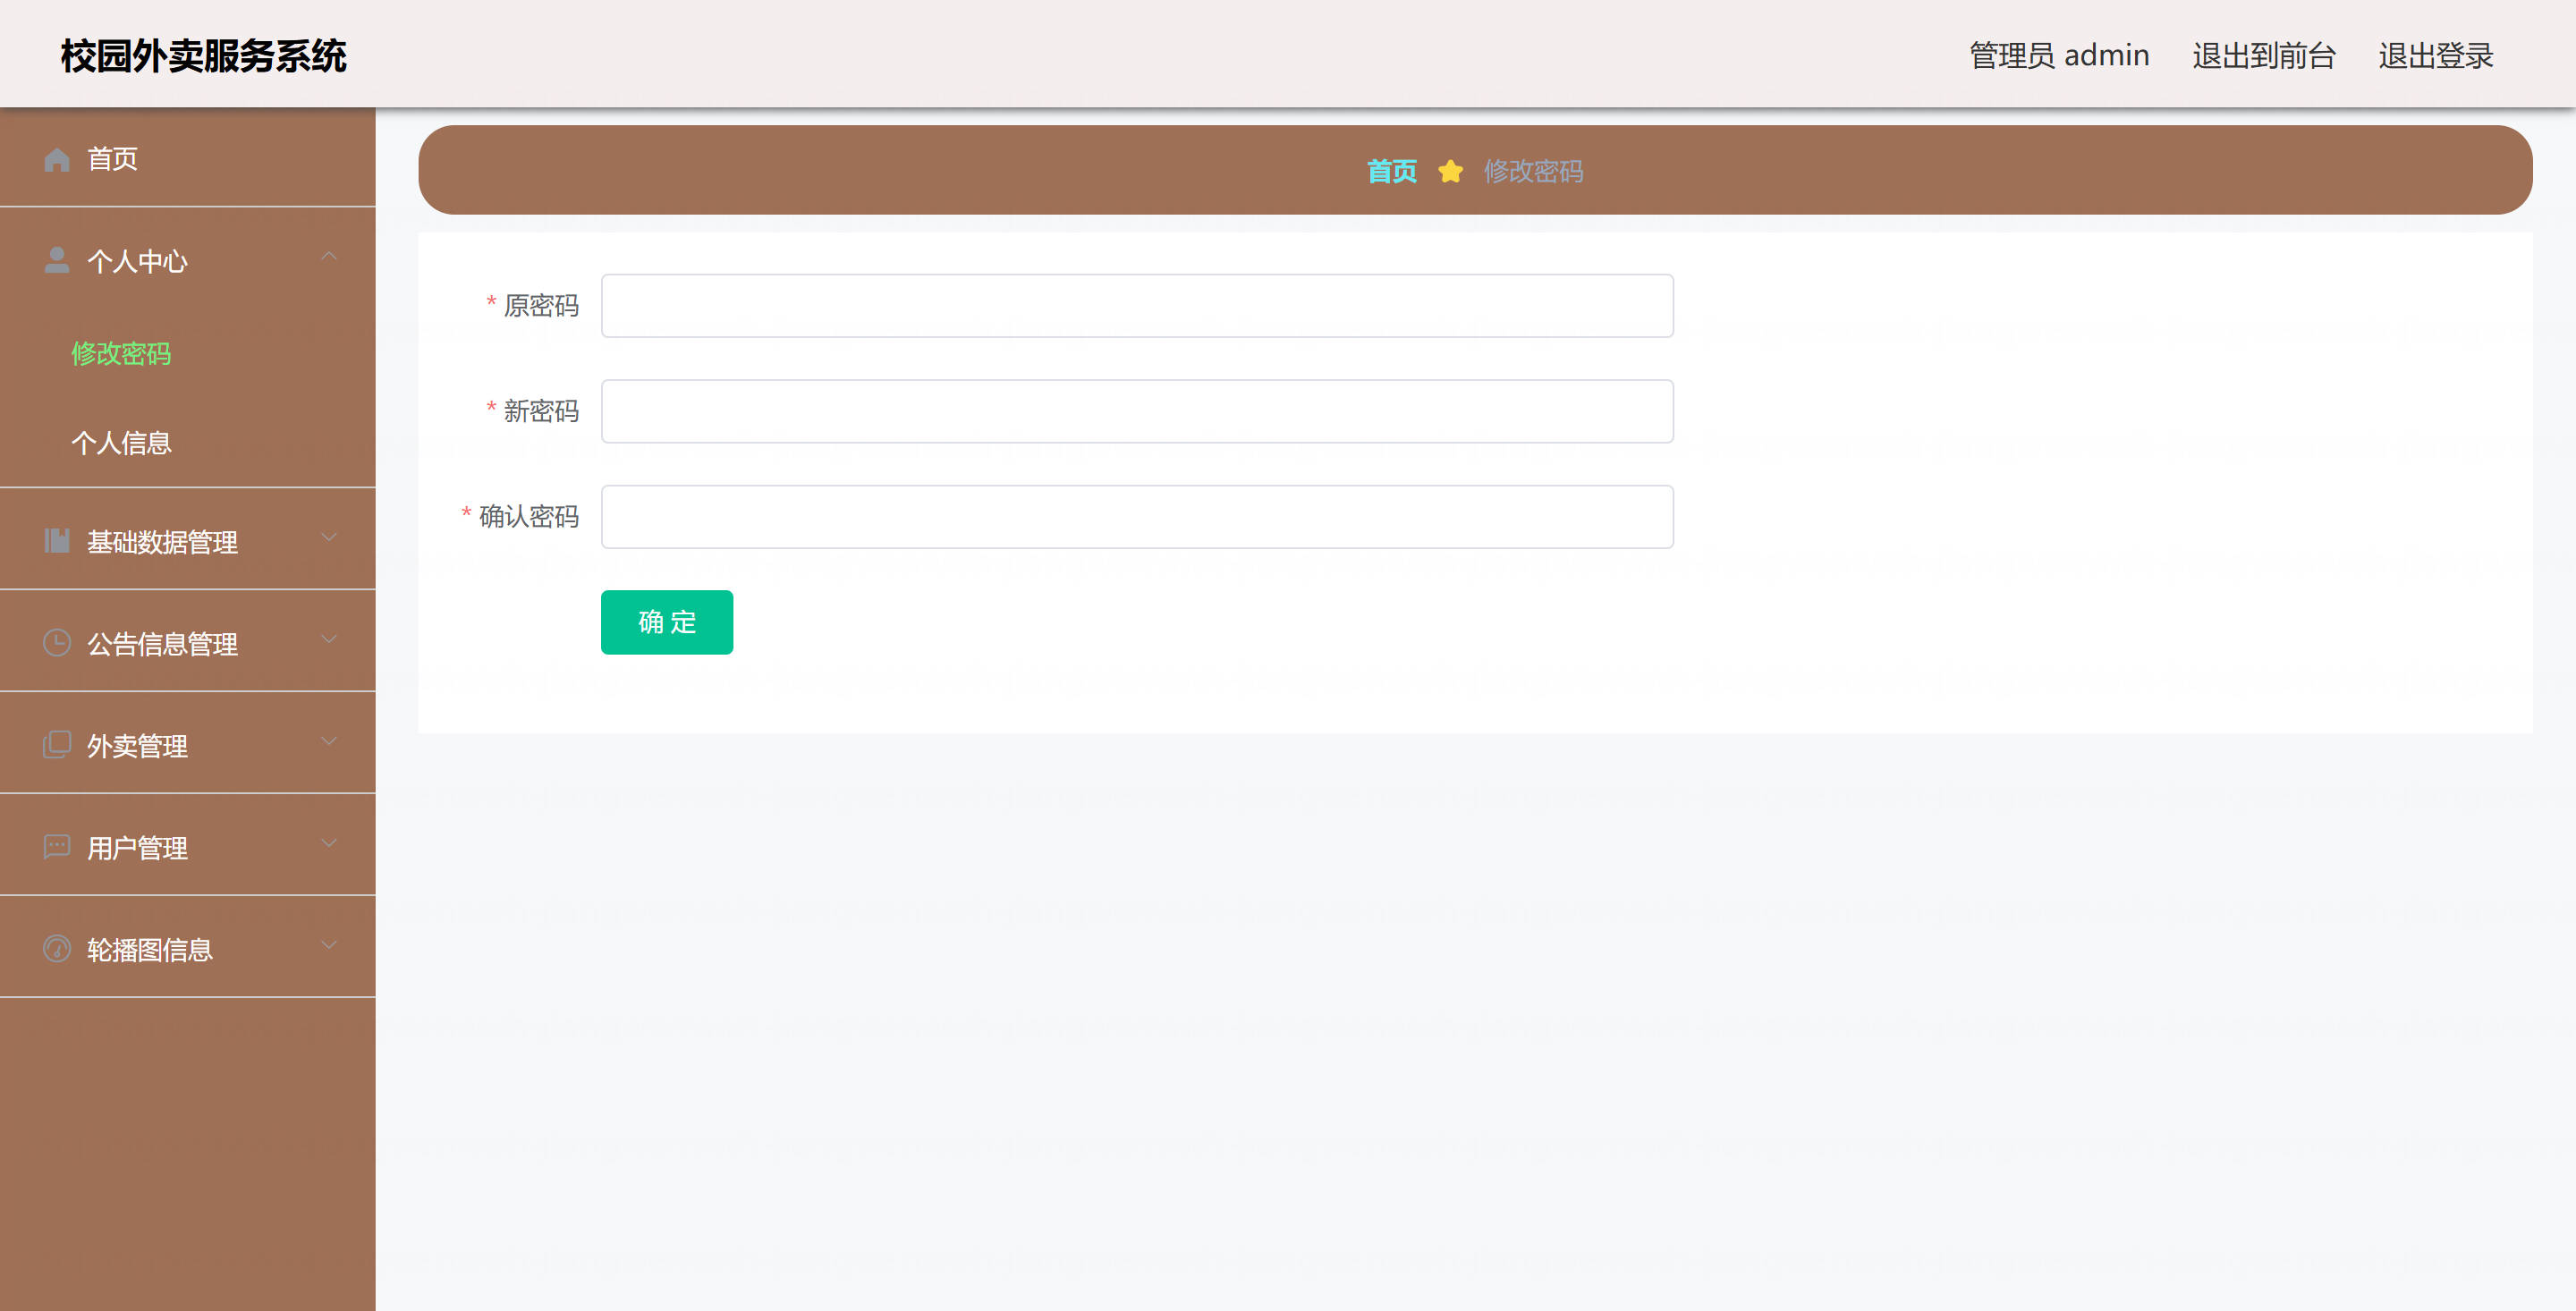 校园外卖服务系统
管理员 admin 退出到前台 退出登录
首页
个人中心
修改密码
个人信息
基础数据管理
公告信息管理
外卖管理
用户管理
轮播图信息
首页 修改密码
* 原密码
* 新密码
* 确认密码
确 定